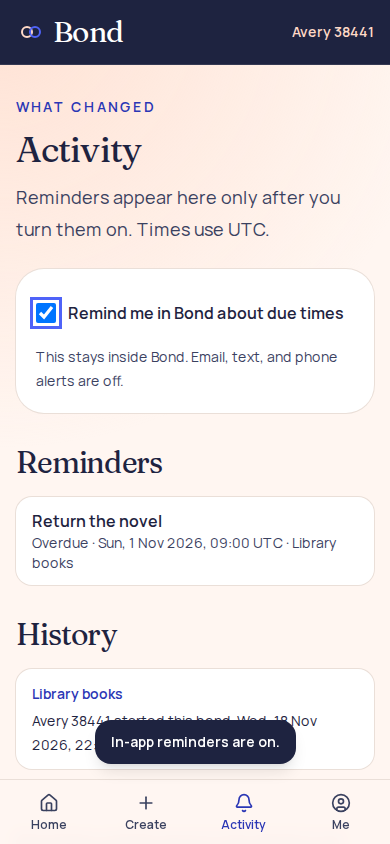 Bond
Avery 38441
WHAT CHANGED
Activity
Reminders appear here only after you
turn them on. Times use UTC.
Remind me in Bond about due times
This stays inside Bond. Email, text, and phone
alerts are off.
Reminders
Return the novel
Overdue · Sun, 1 Nov 2026, 09:00 UTC · Library
books
History
Library books
Avery 38441 started this bond. Wed, 18 Nov
2026, 22:
In-app reminders are on.
Home
Create
Activity
Me